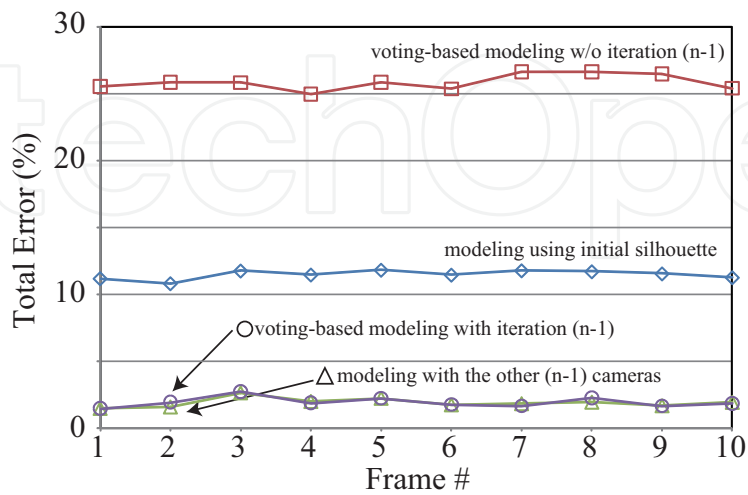 30
voting-based modeling w/o iteration (n-1)
techOpe
20
Total Error (%)
modeling using initial silhouette
10
voting-based modeling with iteration (n-1)
modeling with the other (n-1) cameras
0
1 2 3 4 5 6 7 8 9 10
Frame #